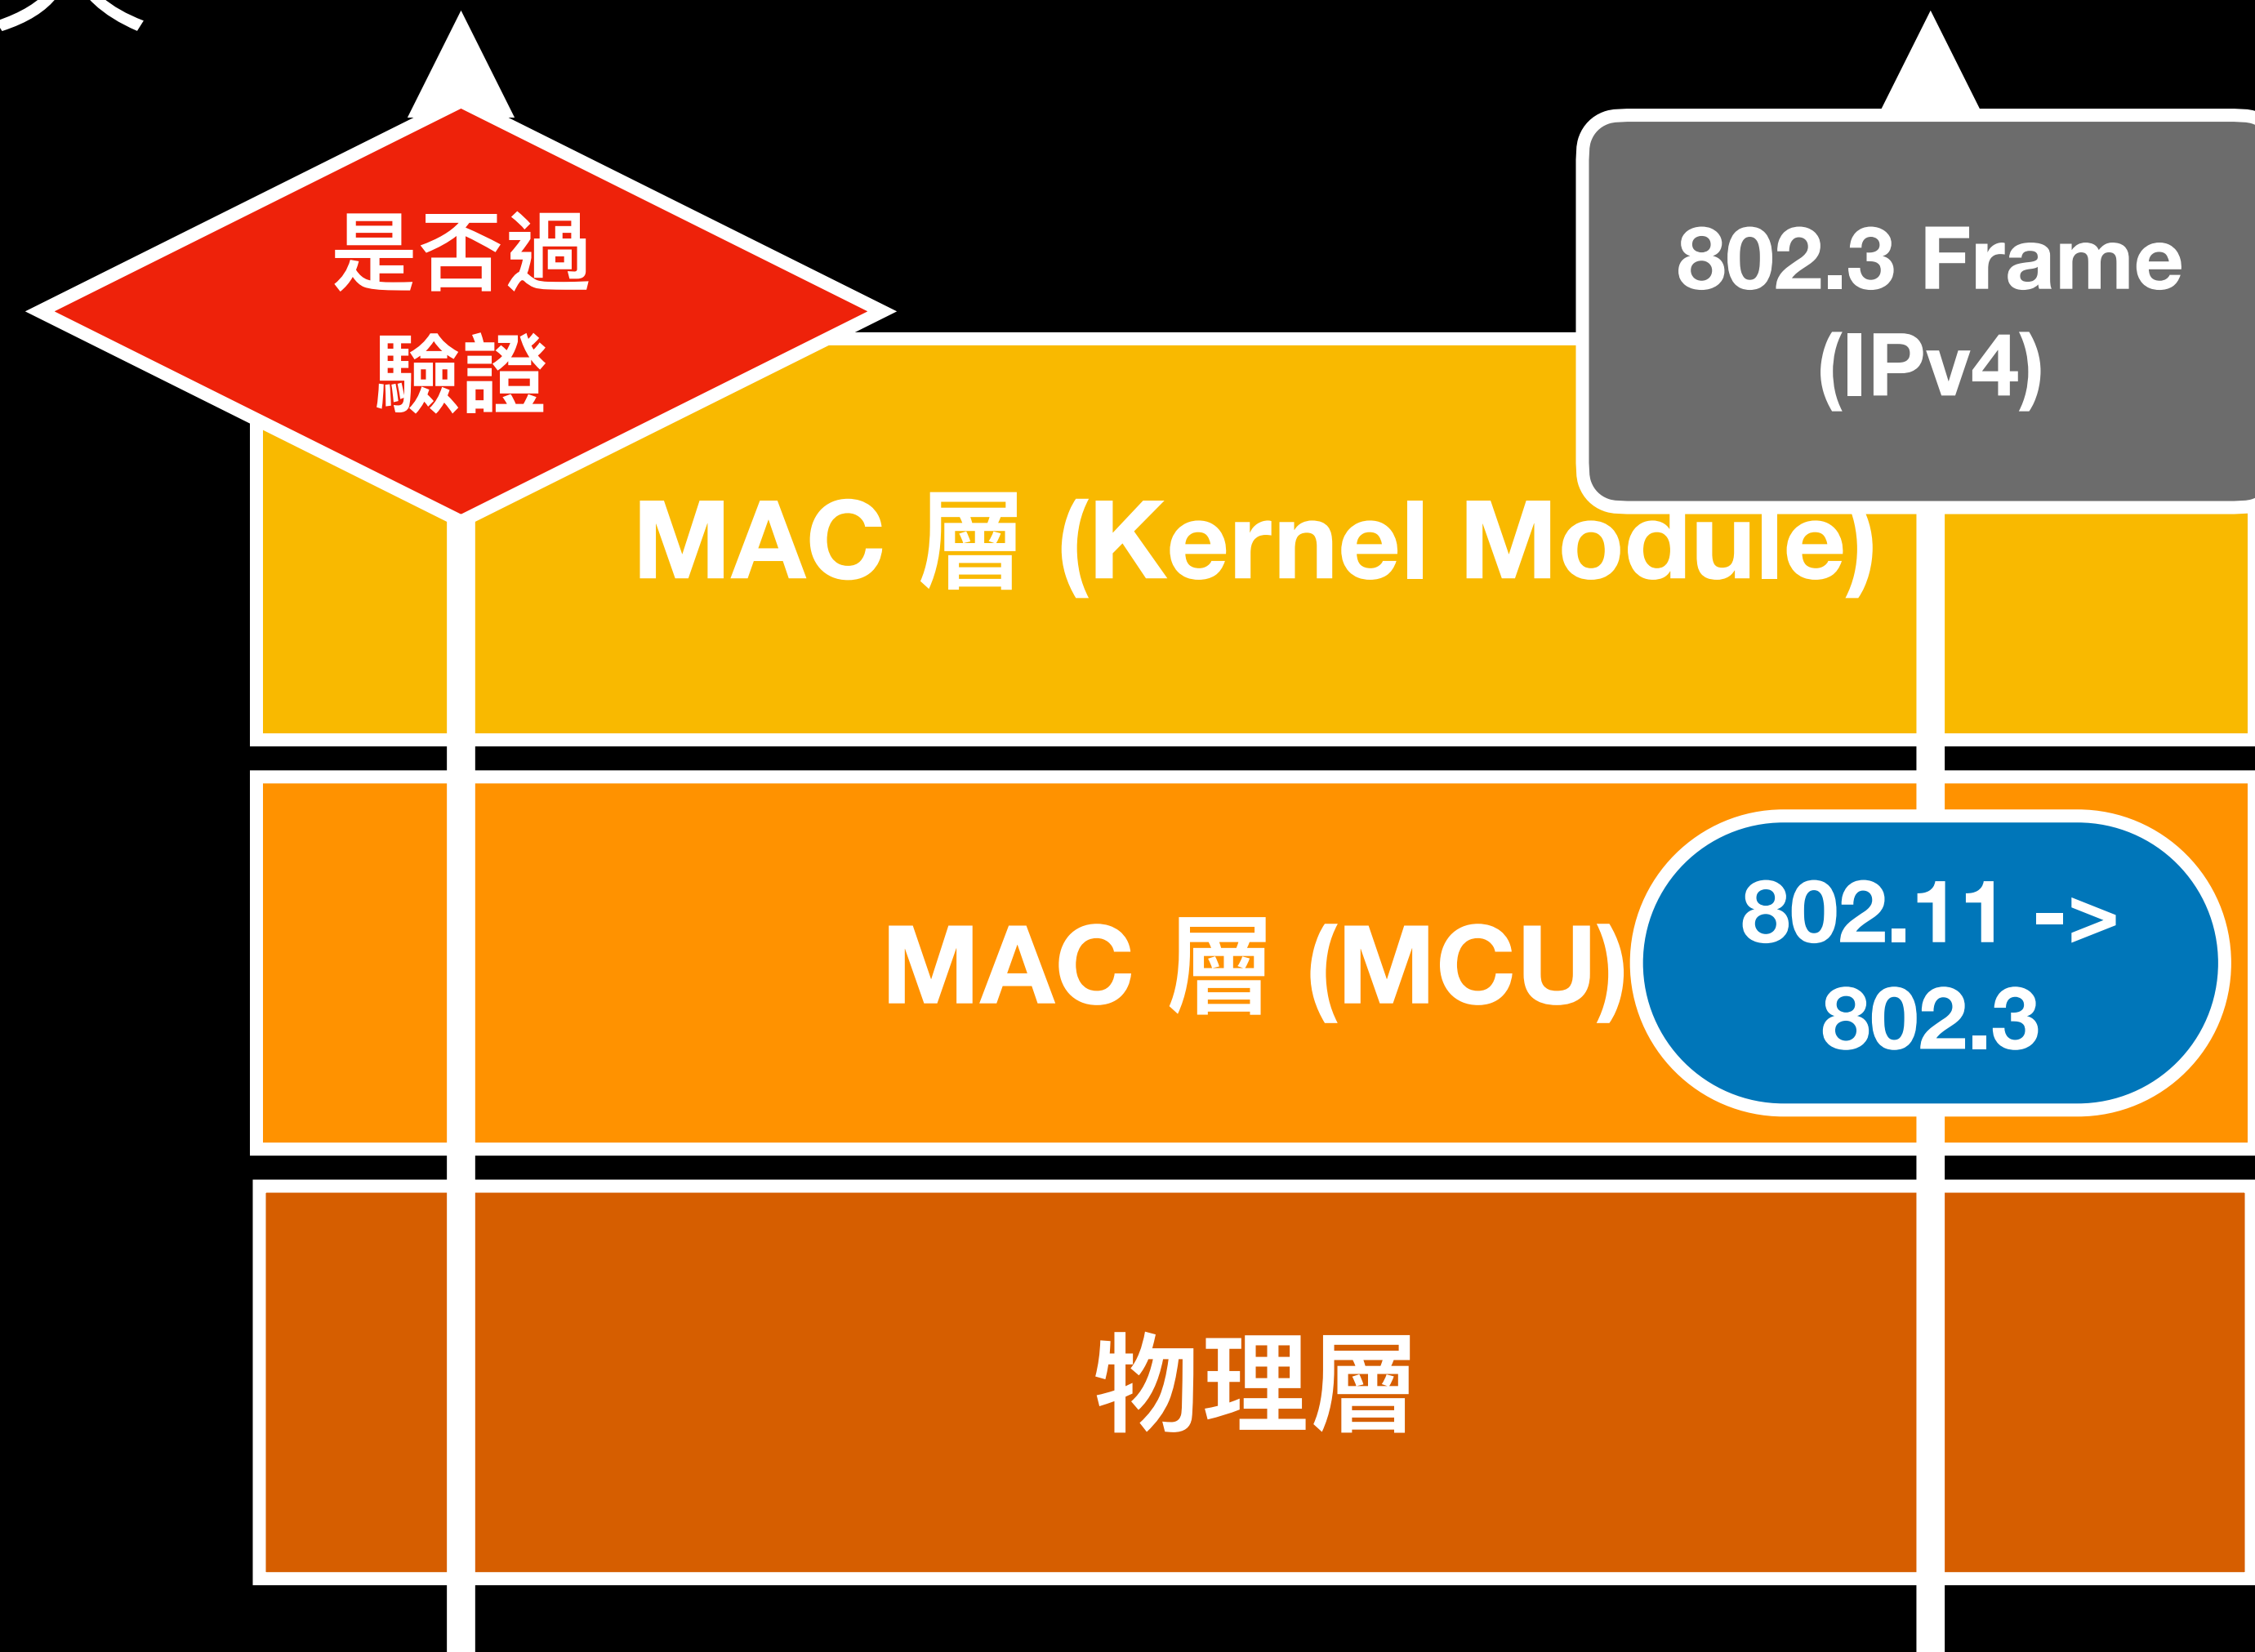 是否過
驗證
802.3 Frame
(IPv4)
MAC 層 (Kernel Module)
MAC 層 (MCU)
802.11 ->
802.3
物理層